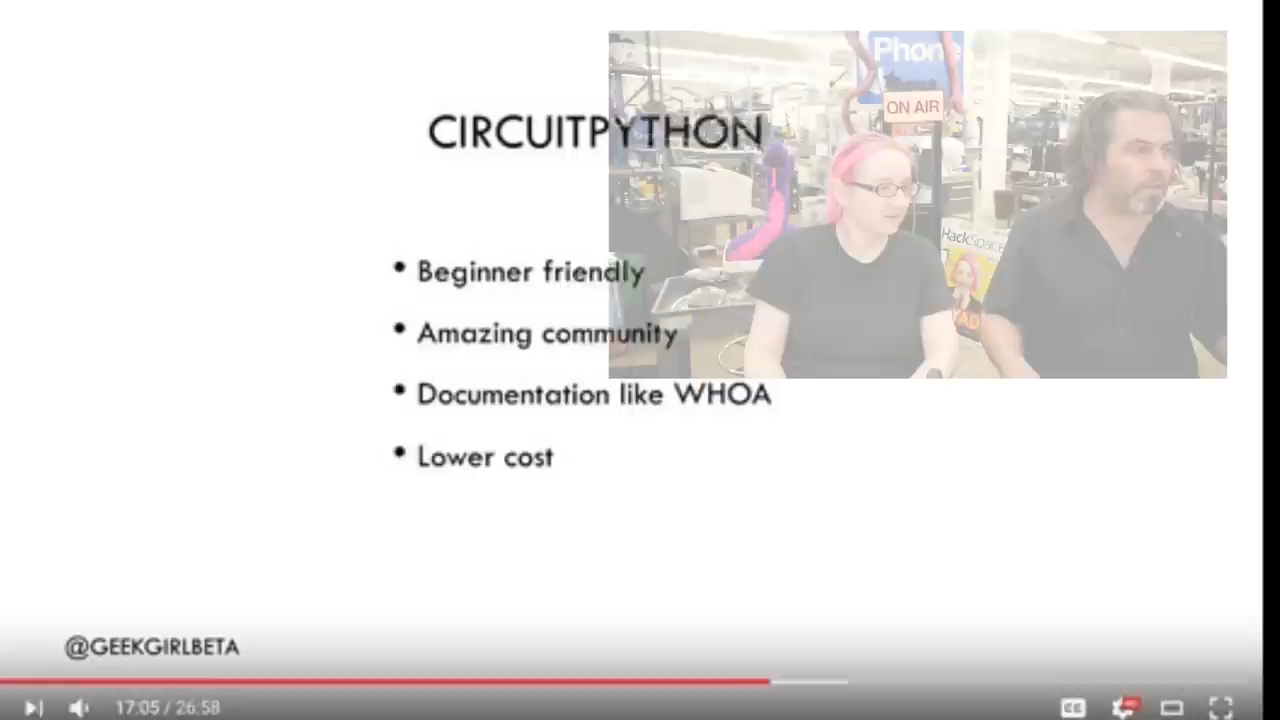 CIRCUITPYTHON
Phone
ON AIR
HackSpace
• Beginner friendly
• Amazing community
• Documentation like WHOA
• Lower cost
@GEEKGIRLBETA
17:05 / 26:58
CC